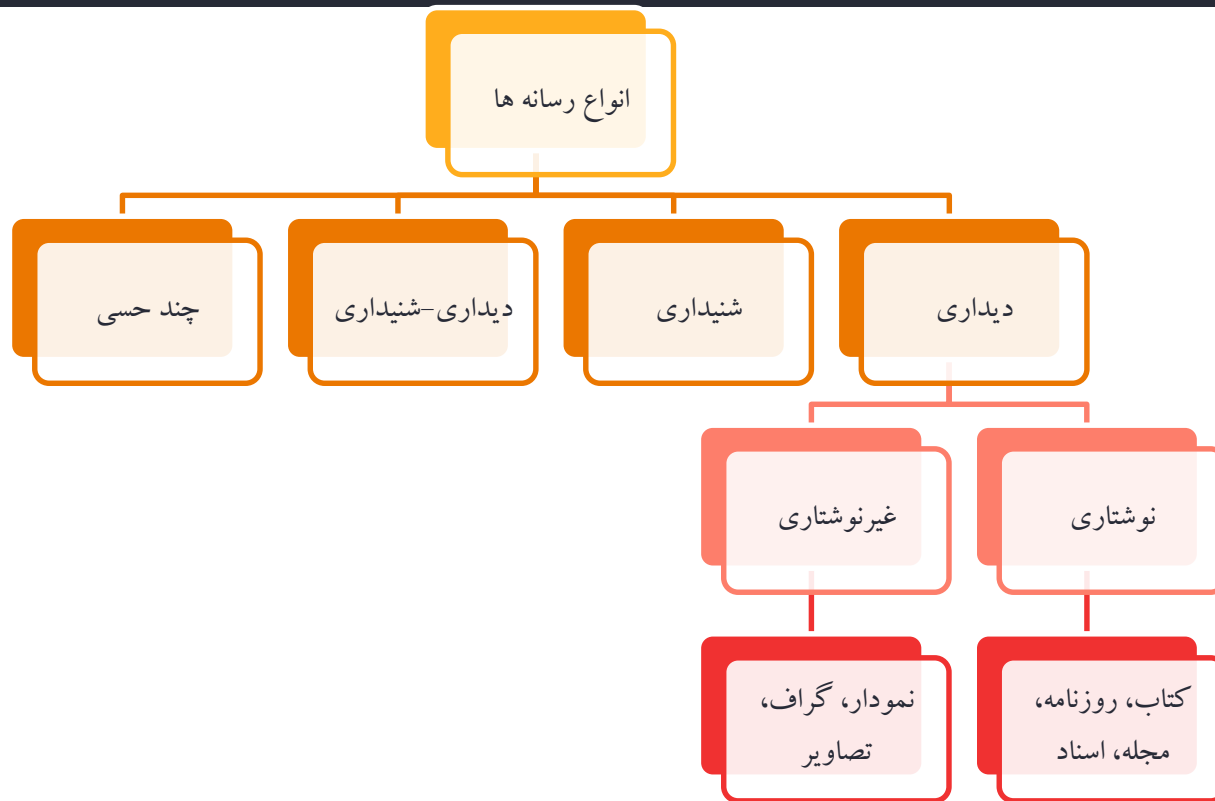 انواع رسانه ها
دیداری
شنیداری
دیداری-شنیداری
چند حسی
نوشتاری
غیرنوشتاری
کتاب، روزنامه،
مجله، اسناد
نمودار، گراف،
تصاویر